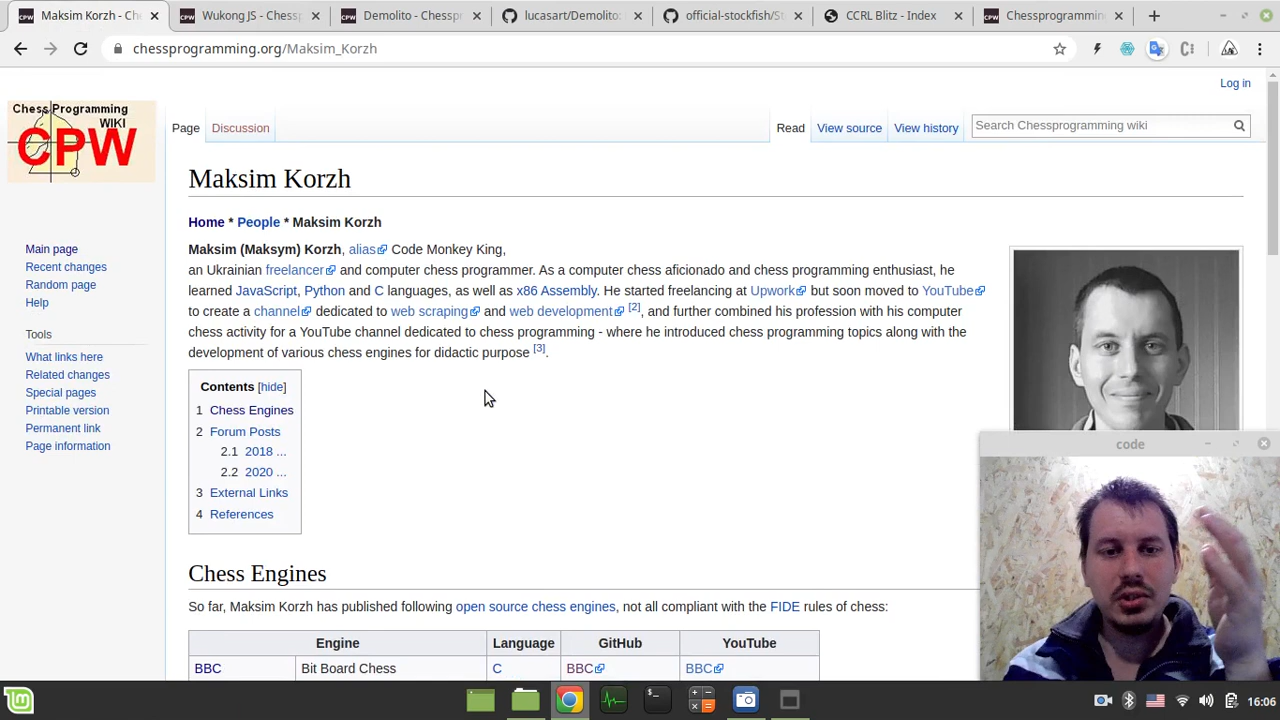 Maksim Korzh - Ch
Wukong JS - Chessp
Demolito - Chesspr
lucasart/Demolito:
official-stockfish/St
CCRL Blitz - Index
Chessprogrammin
chessprogramming.org/Maksim_Korzh
Log in
Chess Programming
WIKI
CPW
Page
Discussion
Read
View source
View history
Search Chessprogramming wiki
Maksim Korzh
Home * People * Maksim Korzh
Maksim (Maksym) Korzh, alias Code Monkey King,
an Ukrainian freelancer and computer chess programmer. As a computer chess aficionado and chess programming enthusiast, he
learned JavaScript, Python and C languages, as well as x86 Assembly. He started freelancing at Upwork but soon moved to YouTube
to create a channel dedicated to web scraping and web development [2], and further combined his profession with his computer
chess activity for a YouTube channel dedicated to chess programming - where he introduced chess programming topics along with the
development of various chess engines for didactic purpose [3].
Main page
Recent changes
Random page
Help
Tools
What links here
Related changes
Special pages
Printable version
Permanent link
Page information
Contents [hide]
1 Chess Engines
2 Forum Posts
2.1 2018 ...
2.2 2020 ...
3 External Links
4 References
code
Chess Engines
So far, Maksim Korzh has published following open source chess engines, not all compliant with the FIDE rules of chess:
Engine Language GitHub YouTube
BBC Bit Board Chess C BBC BBC
16:06